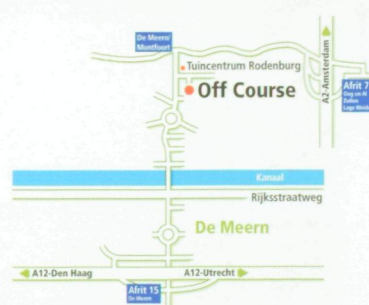 De Meern/
Montfoort
Tuincentrum Rodenburg
Off Course
A2-Amsterdam
Afrit 7
Kanaal
Rijksstraatweg
De Meern
A12-Den Haag
A12-Utrecht
Afrit 15
De Meern